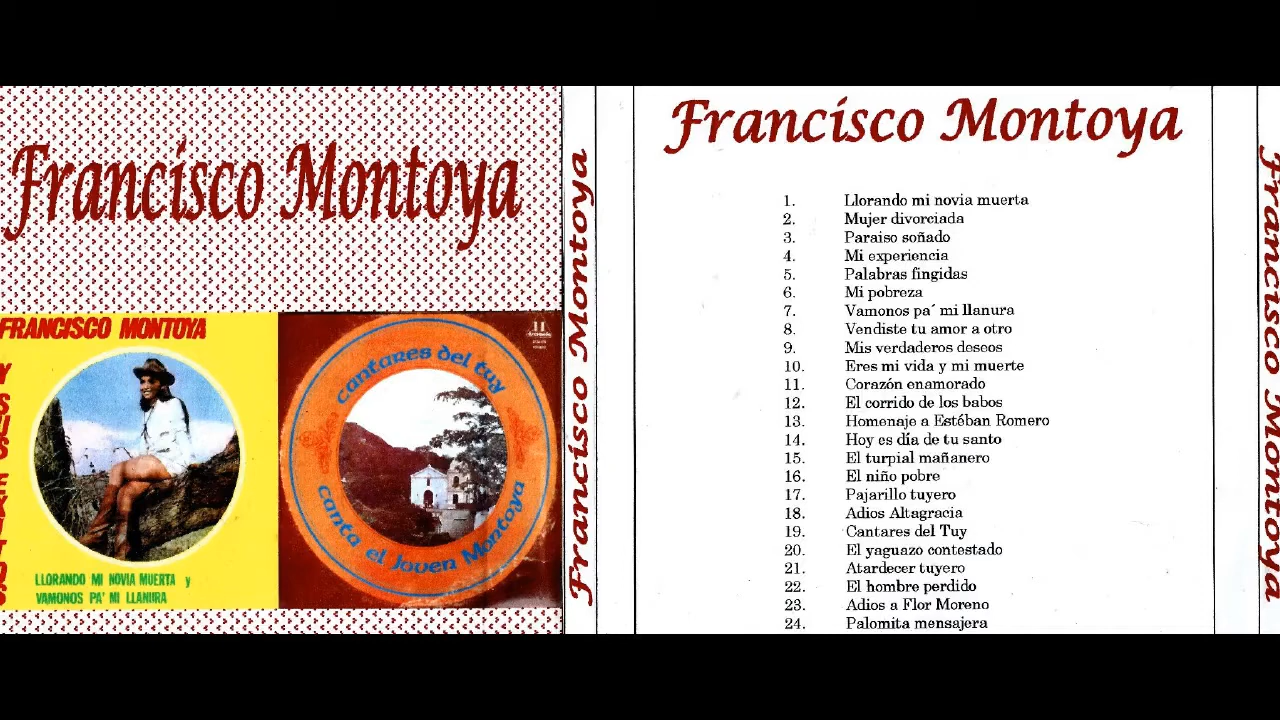 Francisco Montoya
FRANCISCO MONTOYA
Y SUS EXITOS
LLORANDO MI NOVIA MUERTA y
VAMONOS PA' MI LLANURA
cantares del tuy
canta el Joven Montoya
Francisco Montoya
Francisco Montoya
1. Llorando mi novia muerta
2. Mujer divorciada
3. Paraiso soñado
4. Mi experiencia
5. Palabras fingidas
6. Mi pobreza
7. Vamonos pa´ mi llanura
8. Vendiste tu amor a otro
9. Mis verdaderos deseos
10. Eres mi vida y mi muerte
11. Corazón enamorado
12. El corrido de los babos
13. Homenaje a Estéban Romero
14. Hoy es día de tu santo
15. El turpial mañanero
16. El niño pobre
17. Pajarillo tuyero
18. Adios Altagracia
19. Cantares del Tuy
20. El yaguazo contestado
21. Atardecer tuyero
22. El hombre perdido
23. Adios a Flor Moreno
24. Palomita mensajera
Francisco Montoya